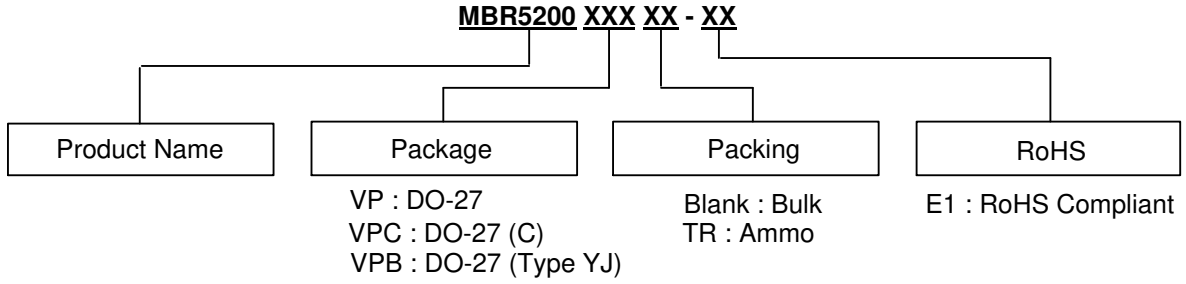 MBR5200 XXX XX - XX
Product Name
Package
Packing
RoHS
VP : DO-27
VPC : DO-27 (C)
VPB : DO-27 (Type YJ)
Blank : Bulk
TR : Ammo
E1 : RoHS Compliant